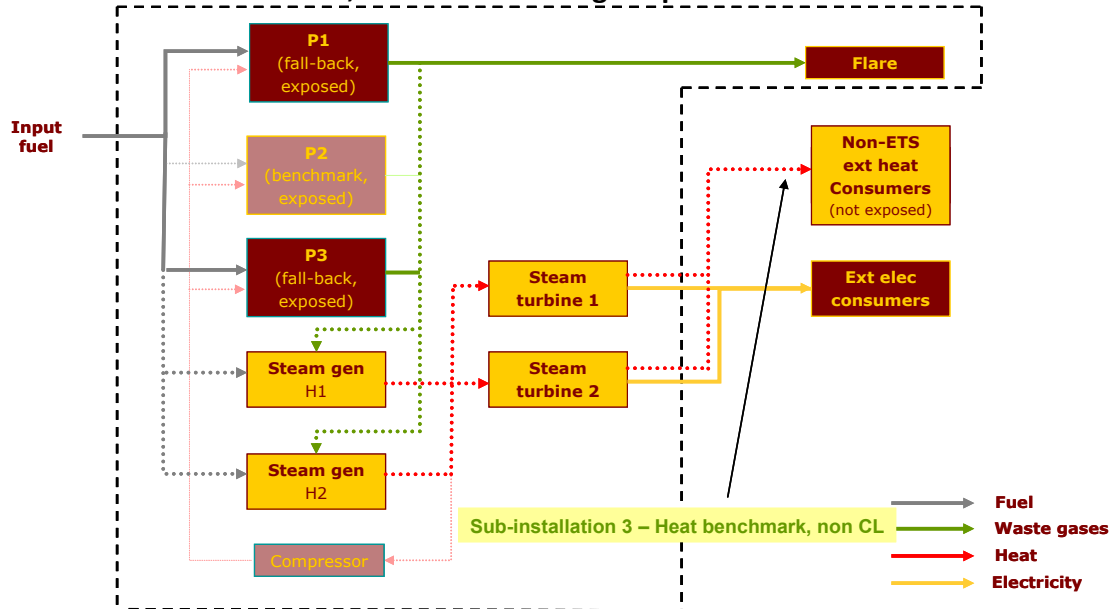 P1
(fall-back,
exposed)
Flare
Input
fuel
P2
(benchmark,
exposed)
Non-ETS
ext heat
Consumers
(not exposed)
P3
(fall-back,
exposed)
Steam
turbine 1
Ext elec
consumers
Steam gen
H1
Steam
turbine 2
Steam gen
H2
Sub-installation 3 – Heat benchmark, non CL
Compressor
Fuel
Waste gases
Heat
Electricity